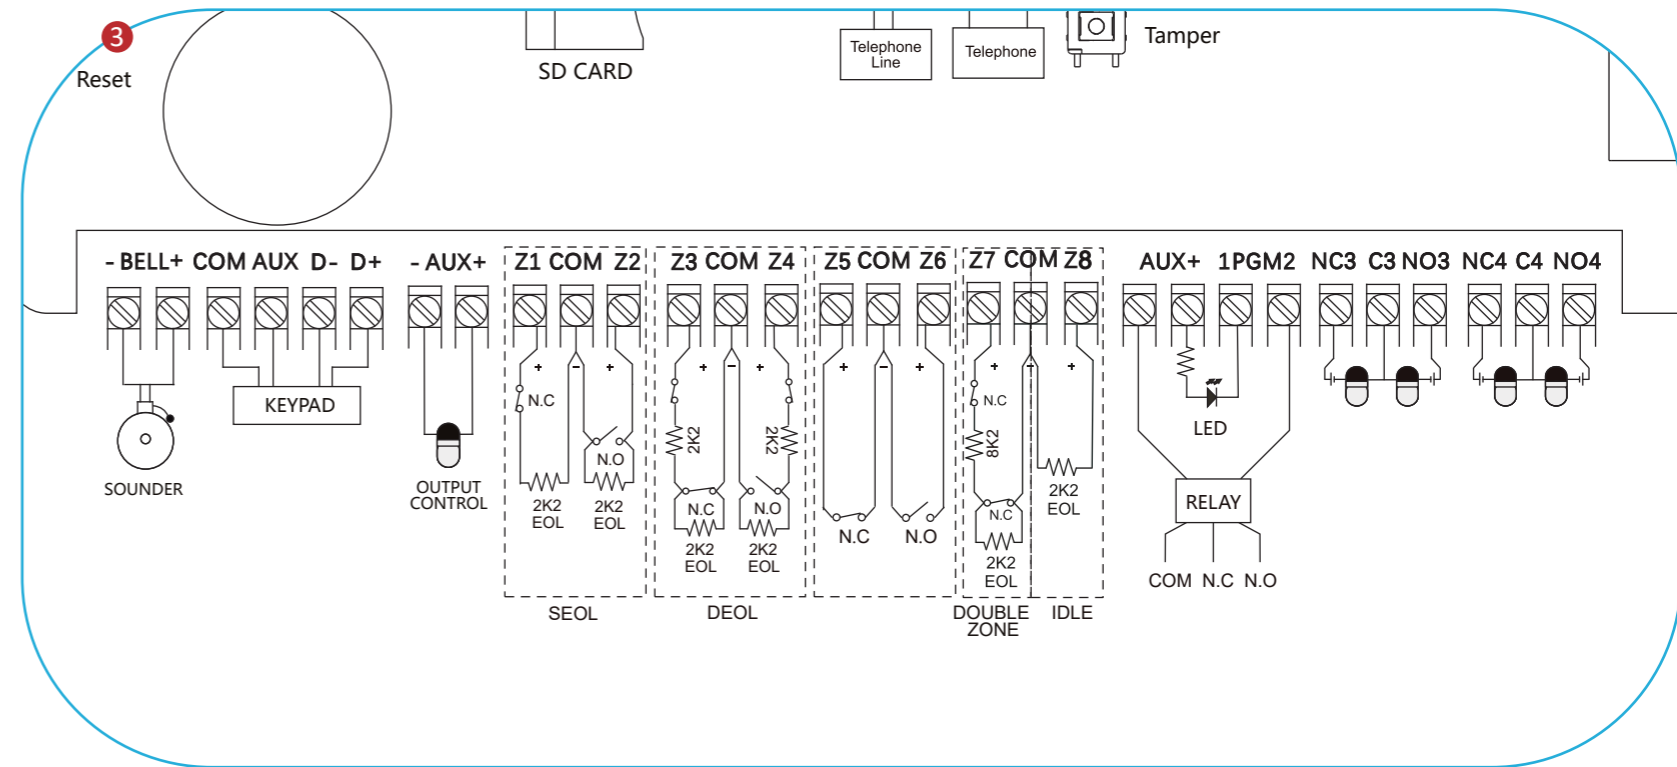 3
Reset
SD CARD
Telephone
Line
Telephone
Tamper
- BELL+ COM AUX D- D+ - AUX+ Z1 COM Z2 Z3 COM Z4 Z5 COM Z6 Z7 COM Z8 AUX+ 1PGM2 NC3 C3 NO3 NC4 C4 NO4
+ - + + - + + - + + - +
KEYPAD
SOUNDER
OUTPUT
CONTROL
N.C
N.O
2K2
EOL
2K2
EOL
SEOL
2K2
2K2
N.C
N.O
2K2
EOL
2K2
EOL
DEOL
N.C
N.O
N.C
8K2
N.C
2K2
EOL
DOUBLE
ZONE
2K2
EOL
IDLE
LED
RELAY
COM N.C N.O